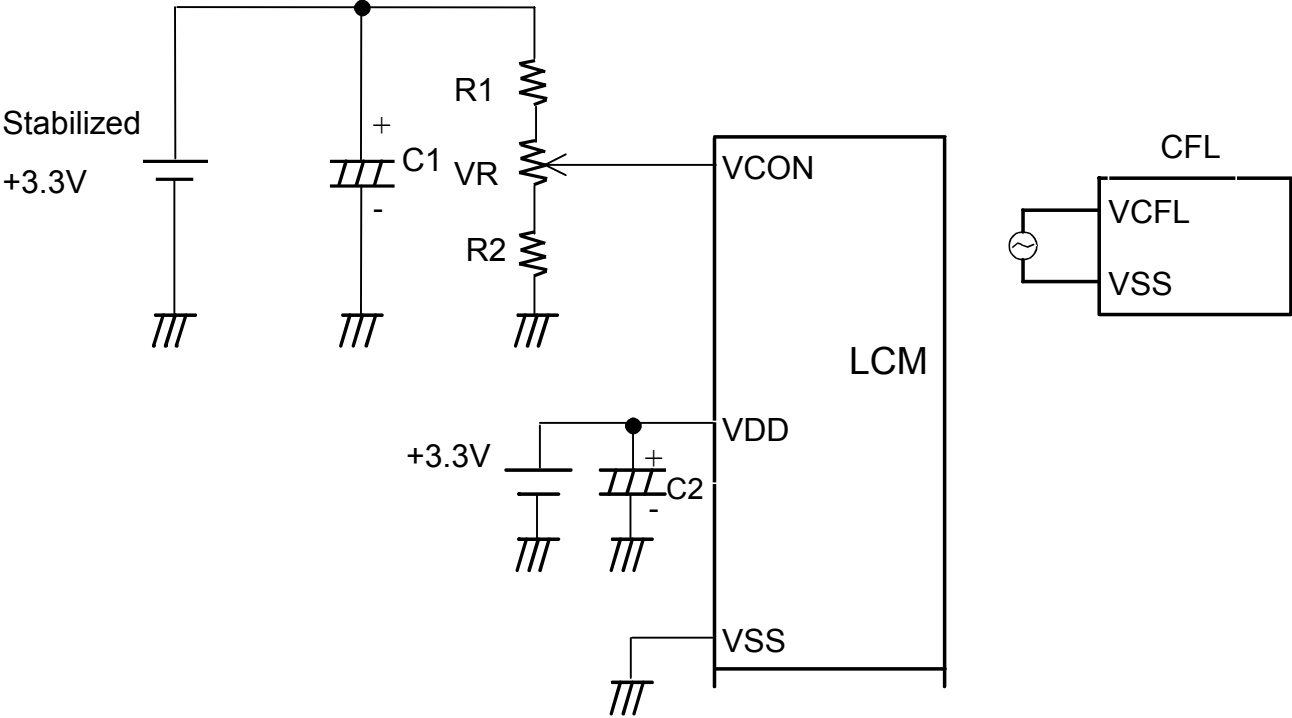 R1
Stabilized
+
C1
VR
VCON
+3.3V
-
R2
CFL
VCFL
VSS
LCM
VDD
+3.3V
+
C2
-
VSS